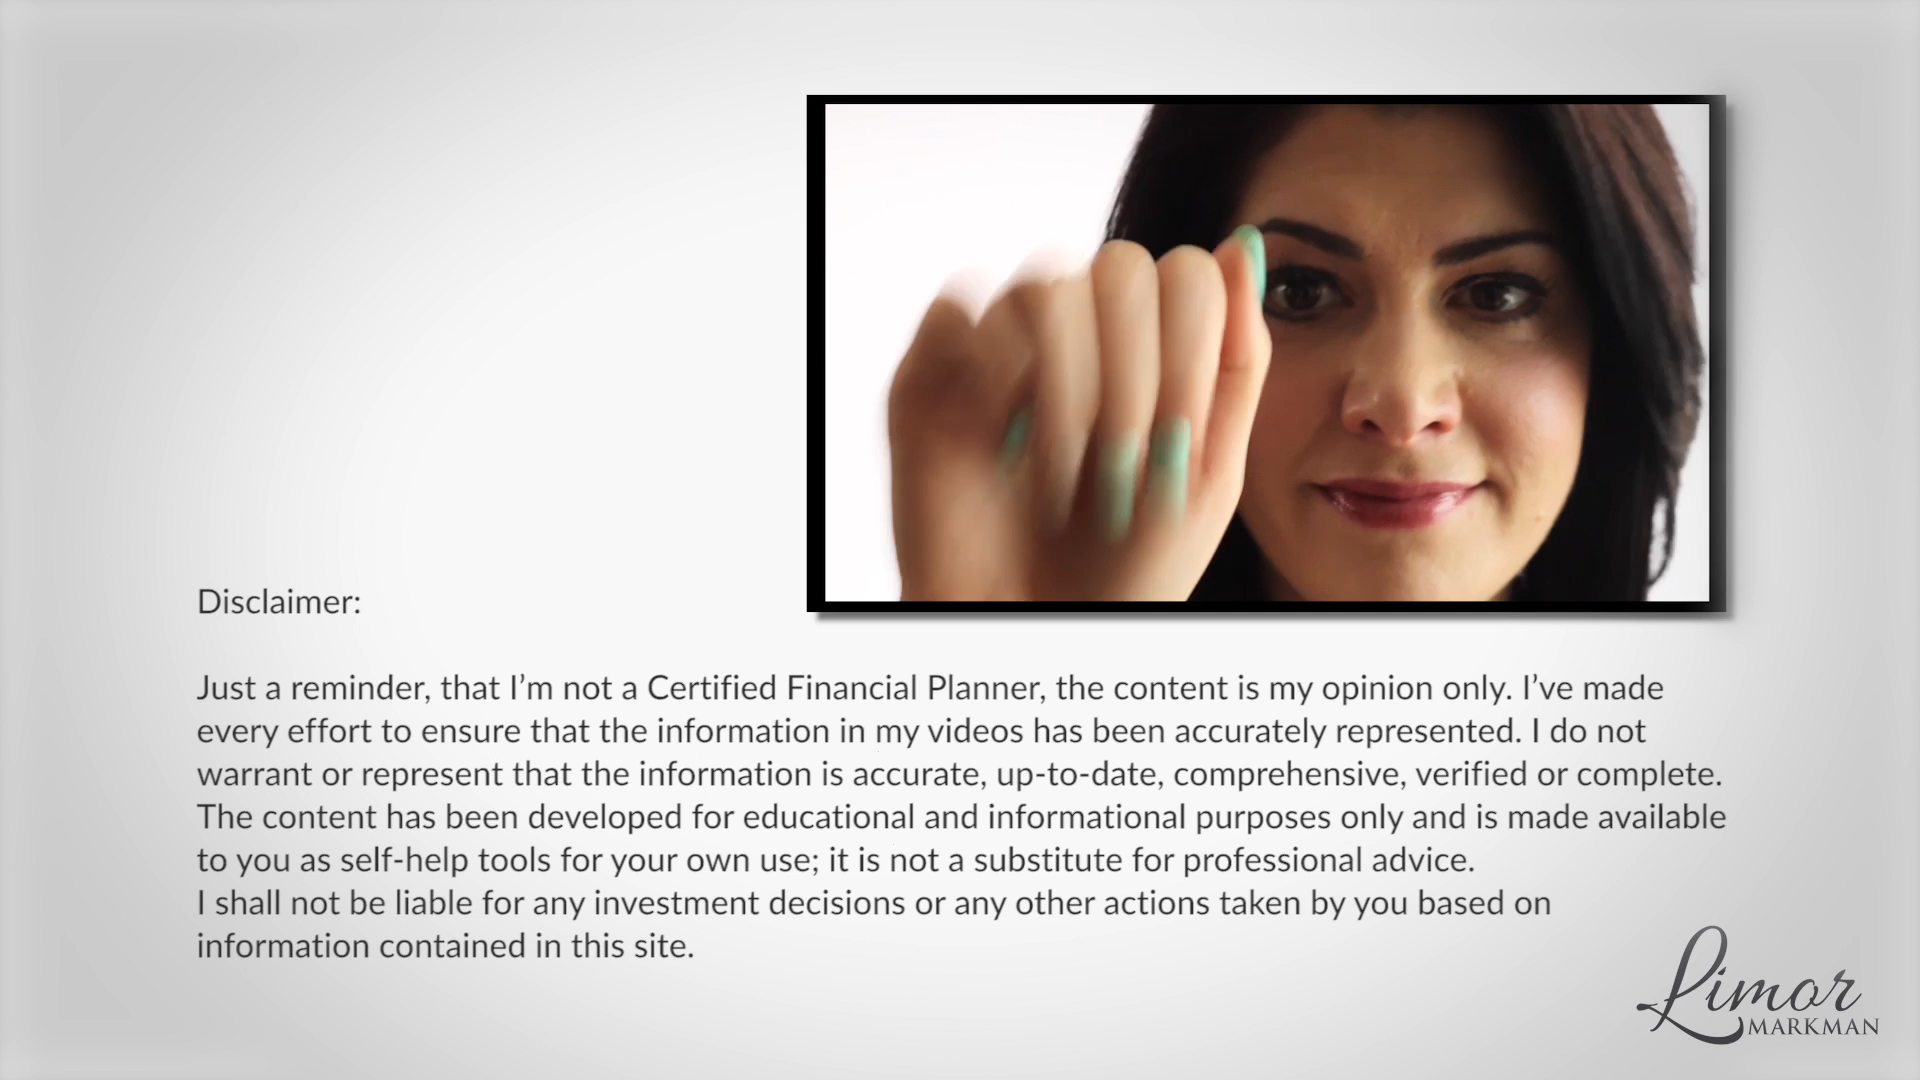 Disclaimer:
Just a reminder, that I’m not a Certified Financial Planner, the content is my opinion only. I’ve made
every effort to ensure that the information in my videos has been accurately represented. I do not
warrant or represent that the information is accurate, up-to-date, comprehensive, verified or complete.
The content has been developed for educational and informational purposes only and is made available
to you as self-help tools for your own use; it is not a substitute for professional advice.
I shall not be liable for any investment decisions or any other actions taken by you based on
information contained in this site.
Limor
MARKMAN